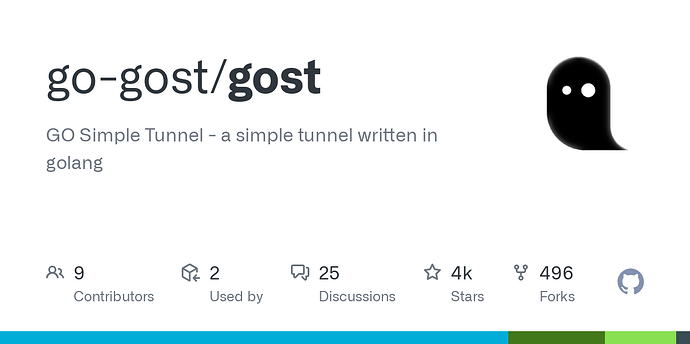 go-gost/gost
GO Simple Tunnel - a simple tunnel written in
golang
9 2 25 4k 496
Contributors Used by Discussions Stars Forks